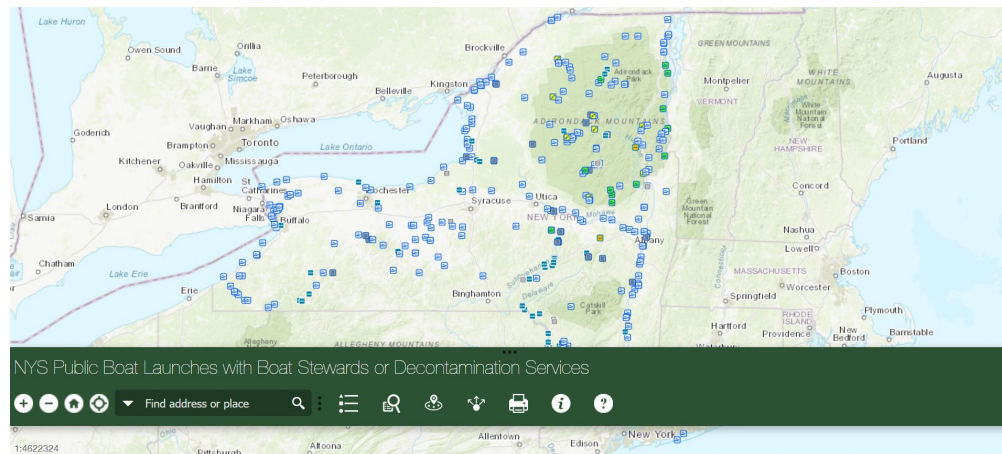 Lake Huron
Owen Sound
Orillia
Barrie
Lake
Simcoe
Peterborough
Belleville
Kingston
Brockville
GREEN MOUNTAINS
Montpelier
VERMONT
WHITE
MOUNTAINS
White
Mountain
National
Forest
Augusta
Adirondack
Park
ADIRONDACK MOUNTAINS
Goderich
Vaughan
Markham
Oshawa
Brampton
Toronto
Lake Ontario
Kitchener
Oakville
Mississauga
Hamilton
St
Catharines
NEW
HAMPSHIRE
Portland
Concord
Sarnia
London
Brantford
Niagara
Falls
Buffalo
Syracuse
Utica
NEW YORK
Mohawk
Green
Mountain
National
Forest
Albany
Nashua
Lowell
Chatham
Lake Erie
Erie
Binghamton
Susquehanna
Delaware
Catskill
Park
Connecticut
MASSACHUSETTS
Boston
Worcester
Springfield
Plymouth
RHODE
ISLAND
Hartford
Providence
New
Bedford
Barnstable
Allegheny
ALLEGHENY MOUNTAINS
NYS Public Boat Launches with Boat Stewards or Decontamination Services
Find address or place
1:4622324
Ohio
Altoona
Allentown
Edison
New York